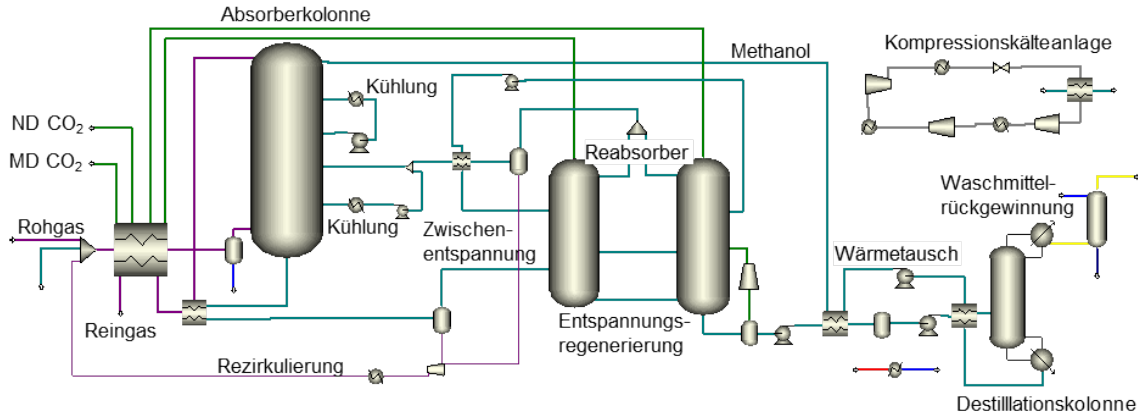 Absorberkolonne
Methanol
Kompressionskälteanlage
Kühlung
ND CO₂
MD CO₂
Reabsorber
Waschmittel-
rückgewinnung
Rohgas
Kühlung
Zwischen-
entspannung
Wärmetausch
Reingas
Entspannungs-
regenerierung
Rezirkulierung
Destilllationskolonne